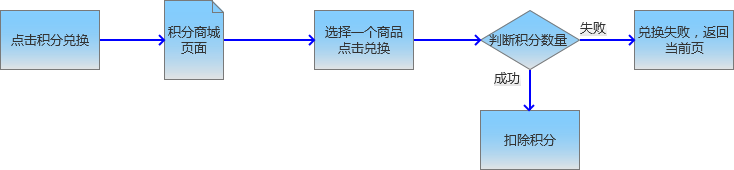 点击积分兑换
积分商城
页面
选择一个商品
点击兑换
判断积分数量
失败
兑换失败，返回
当前页
成功
扣除积分